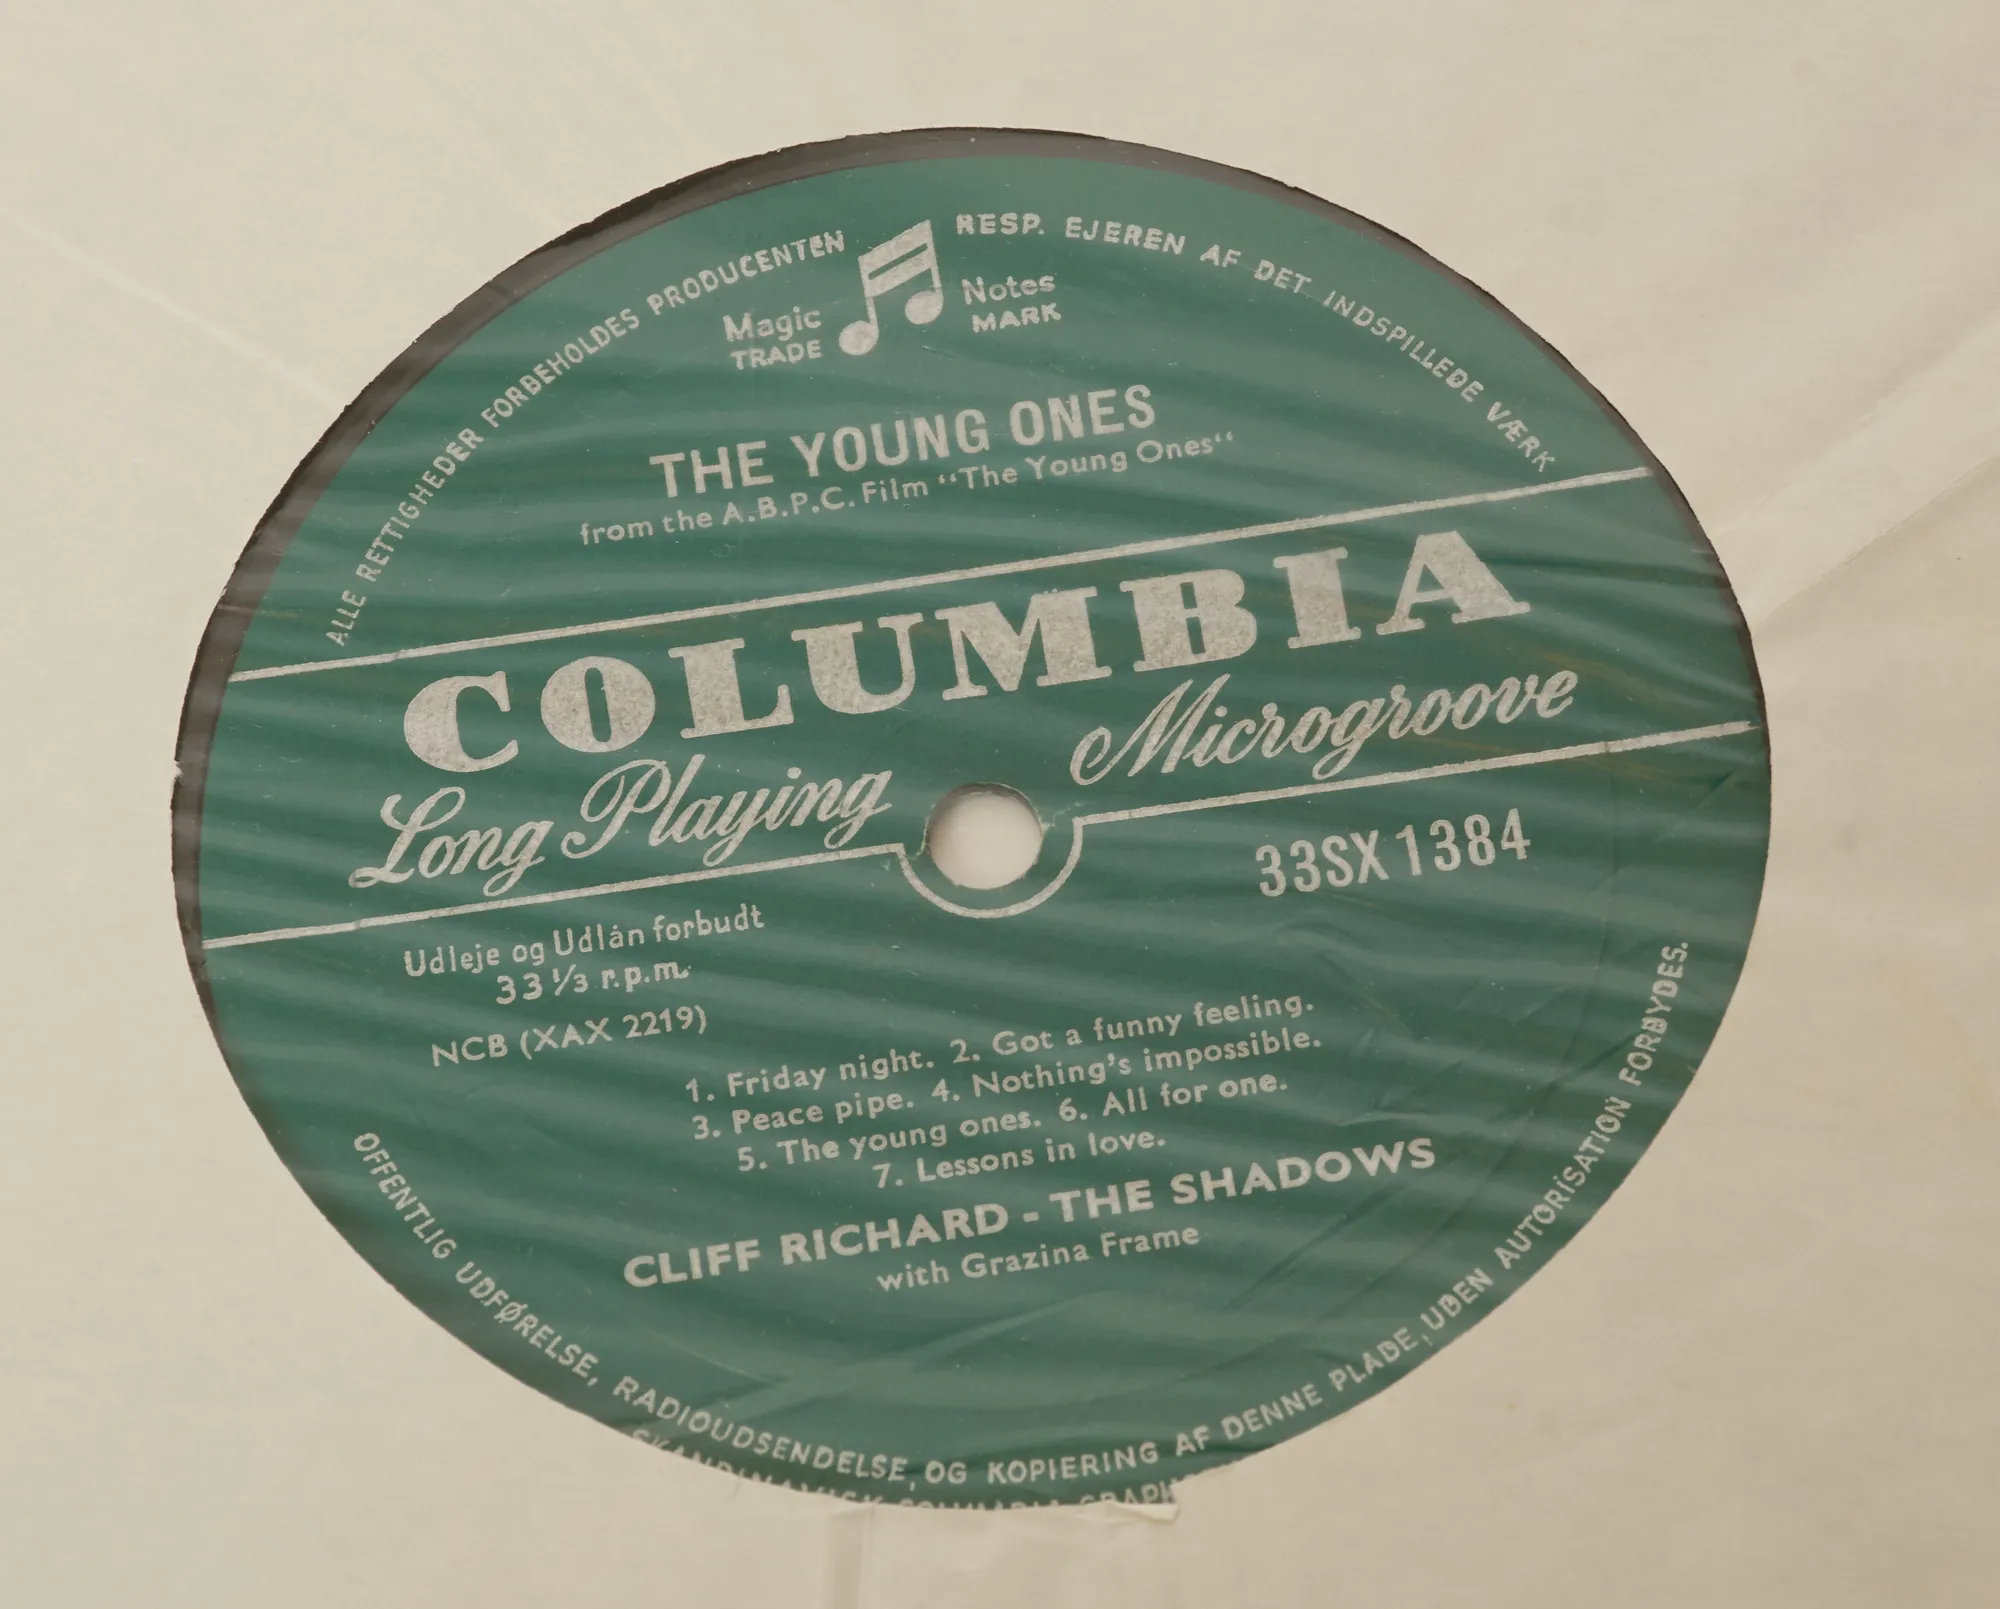 ALLE RETTIGHEDER FORBEHOLDES PRODUCENTEN RESP. EJEREN AF DET INDSPILLEDE VÆRK
Magic Notes
TRADE MARK
THE YOUNG ONES
from the A.B.P.C. Film “The Young Ones“
COLUMBIA
Long Playing Microgroove
33SX 1384
Udleje og Udlån forbudt
33 1/3 r.p.m.
NCB (XAX 2219)
1. Friday night. 2. Got a funny feeling.
3. Peace pipe. 4. Nothing's impossible.
5. The young ones. 6. All for one.
7. Lessons in love.
CLIFF RICHARD - THE SHADOWS
with Grazina Frame
OFFENTLIG UDFØRELSE, RADIOUDSENDELSE, OG KOPIERING AF DENNE PLADE, UDEN AUTORISATION FORBYDES.